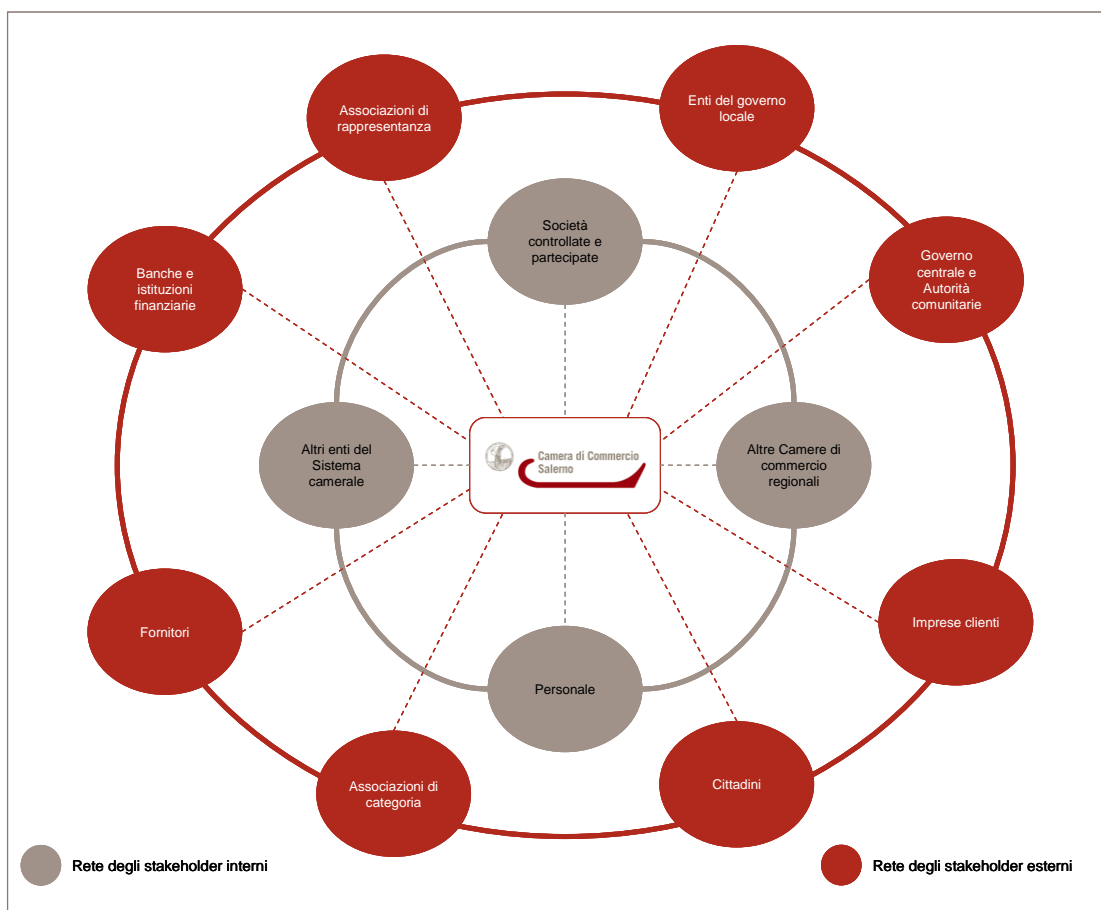 Associazioni di
rappresentanza
Enti del governo
locale
Società
controllate e
partecipate
Banche e
istituzioni
finanziarie
Governo
centrale e
Autorità
comunitarie
Altri enti del
Sistema
camerale
Camera di Commercio
Salerno
Altre Camere di
commercio
regionali
Fornitori
Imprese clienti
Personale
Associazioni di
categoria
Cittadini
Rete degli stakeholder interni
Rete degli stakeholder esterni